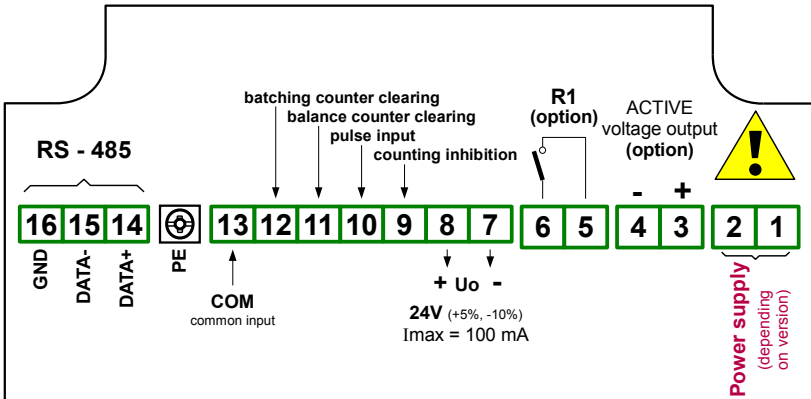 batching counter clearing
balance counter clearing
pulse input
counting inhibition
R1
(option)
ACTIVE
voltage output
(option)
RS - 485
- +
16 15 14 13 12 11 10 9 8 7 6 5 4 3 2 1
GND
DATA-
DATA+
PE
COM
common input
+ Uo -
24V (+5%, -10%)
Imax = 100 mA
Power supply
(depending
on version)
!